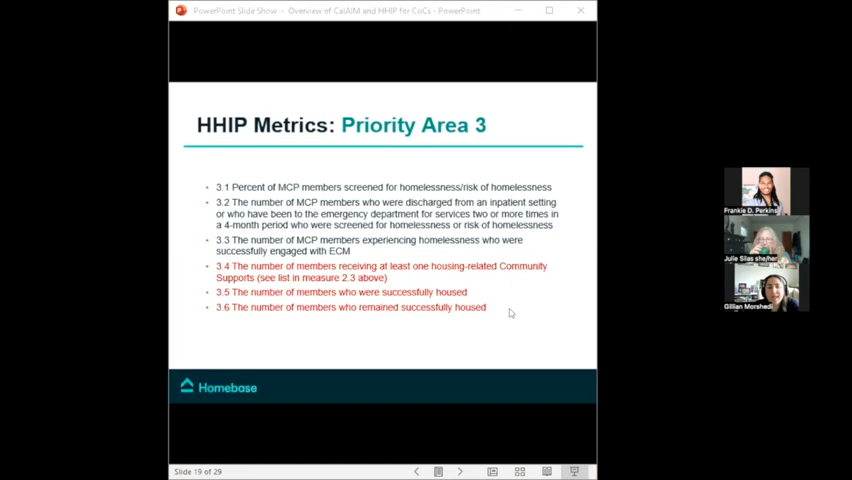 PowerPoint Slide Show - Overview of CalAIM and HHIP for CoCs - PowerPoint
HHIP Metrics: Priority Area 3
• 3.1 Percent of MCP members screened for homelessness/risk of homelessness
• 3.2 The number of MCP members who were discharged from an inpatient setting
or who have been to the emergency department for services two or more times in
a 4-month period who were screened for homelessness or risk of homelessness
• 3.3 The number of MCP members experiencing homelessness who were
successfully engaged with ECM
• 3.4 The number of members receiving at least one housing-related Community
Supports (see list in measure 2.3 above)
• 3.5 The number of members who were successfully housed
• 3.6 The number of members who remained successfully housed
Homebase
Slide 19 of 29
Frankie D. Perkins
Julie Silas she/her
Gillian Morshedi